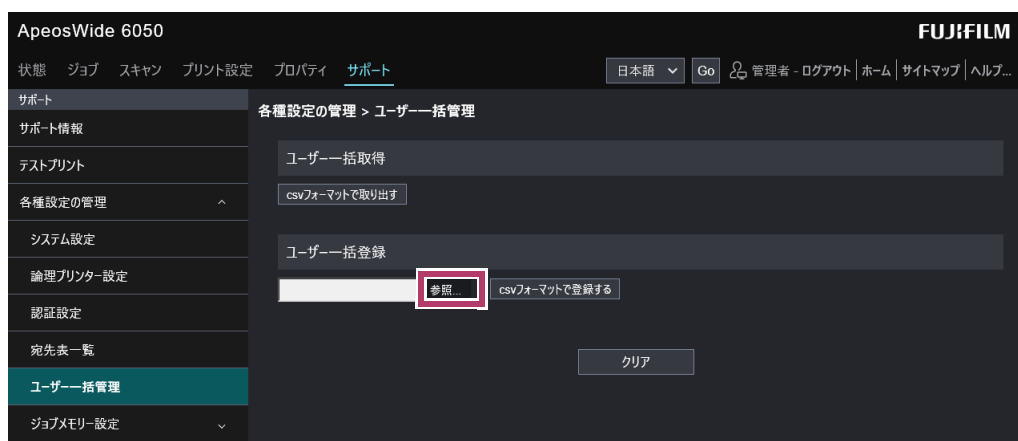 ApeosWide 6050
FUJIFILM
状態 ジョブ スキャン プリント設定 プロパティ サポート
日本語 Go 管理者 - ログアウト ホーム サイトマップ ヘルプ...
サポート
サポート情報
テストプリント
各種設定の管理
システム設定
論理プリンター設定
認証設定
宛先表一覧
ユーザー一括管理
ジョブメモリー設定
各種設定の管理 > ユーザー一括管理
ユーザー一括取得
csvフォーマットで取り出す
ユーザー一括登録
参照... csvフォーマットで登録する
クリア